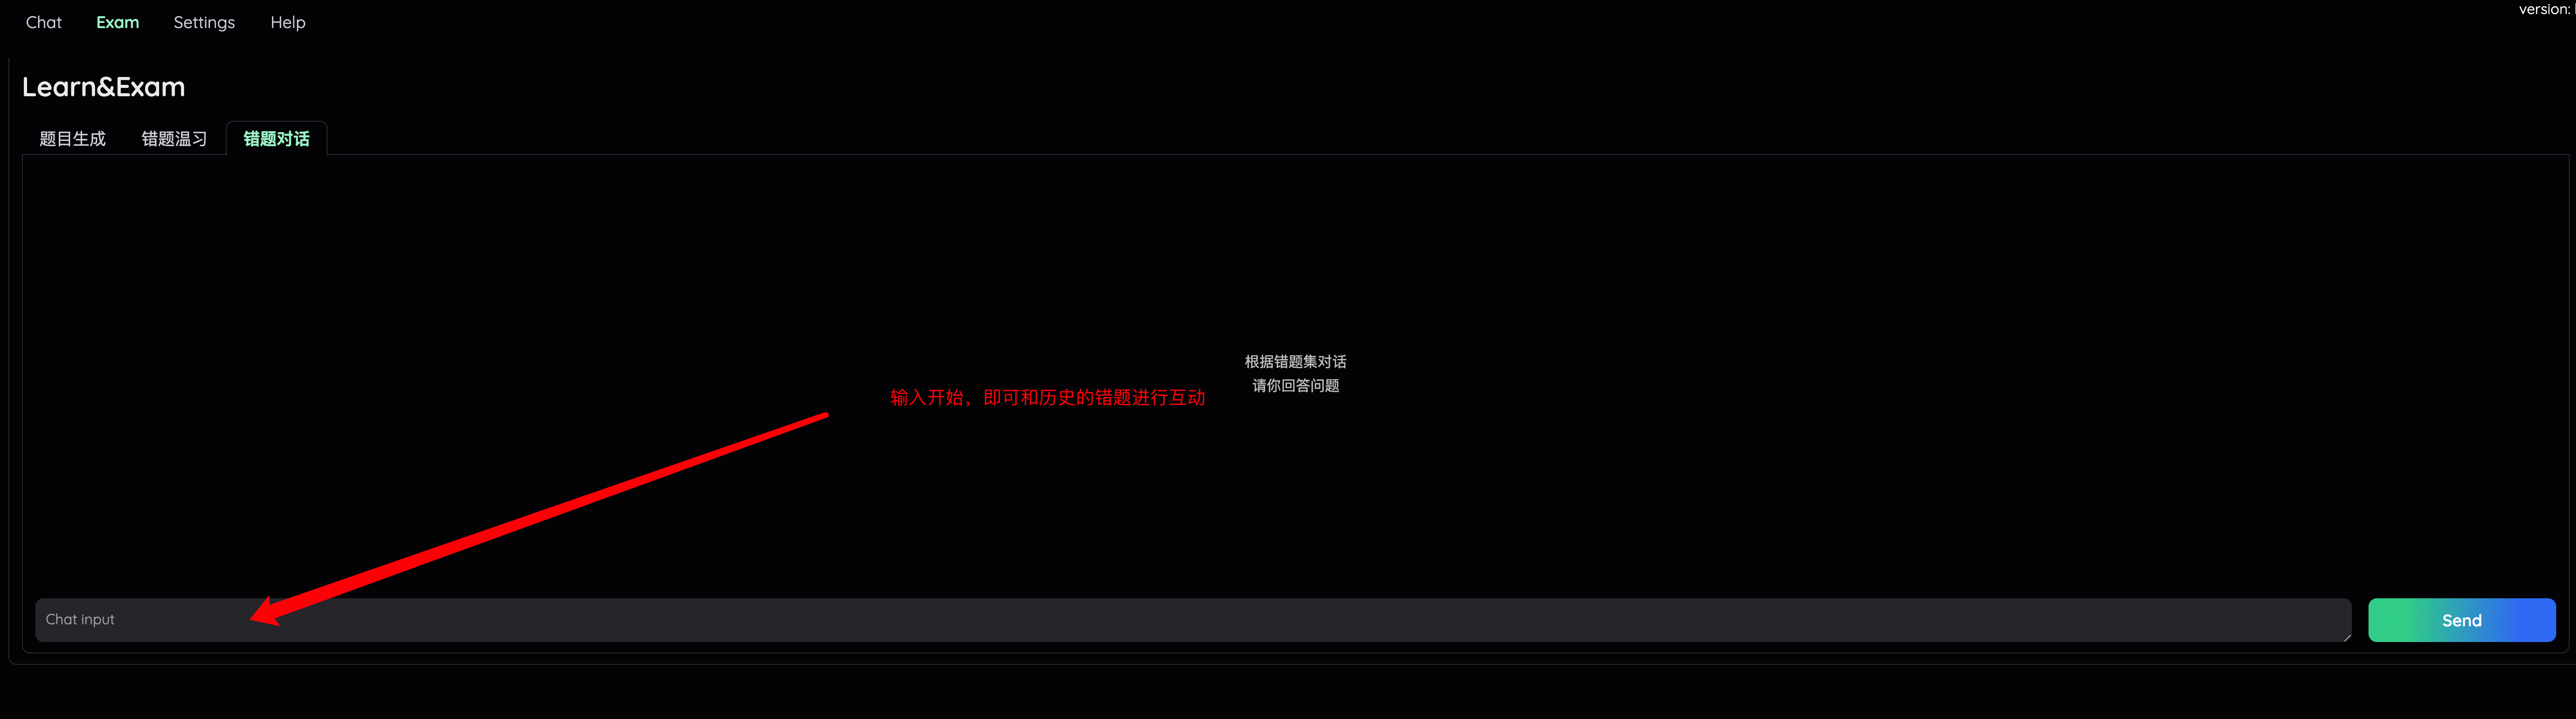 Chat Exam Settings Help
version:
Learn&Exam
题目生成 错题温习 错题对话
根据错题集对话
请你回答问题
输入开始，即可和历史的错题进行互动
Chat input
Send